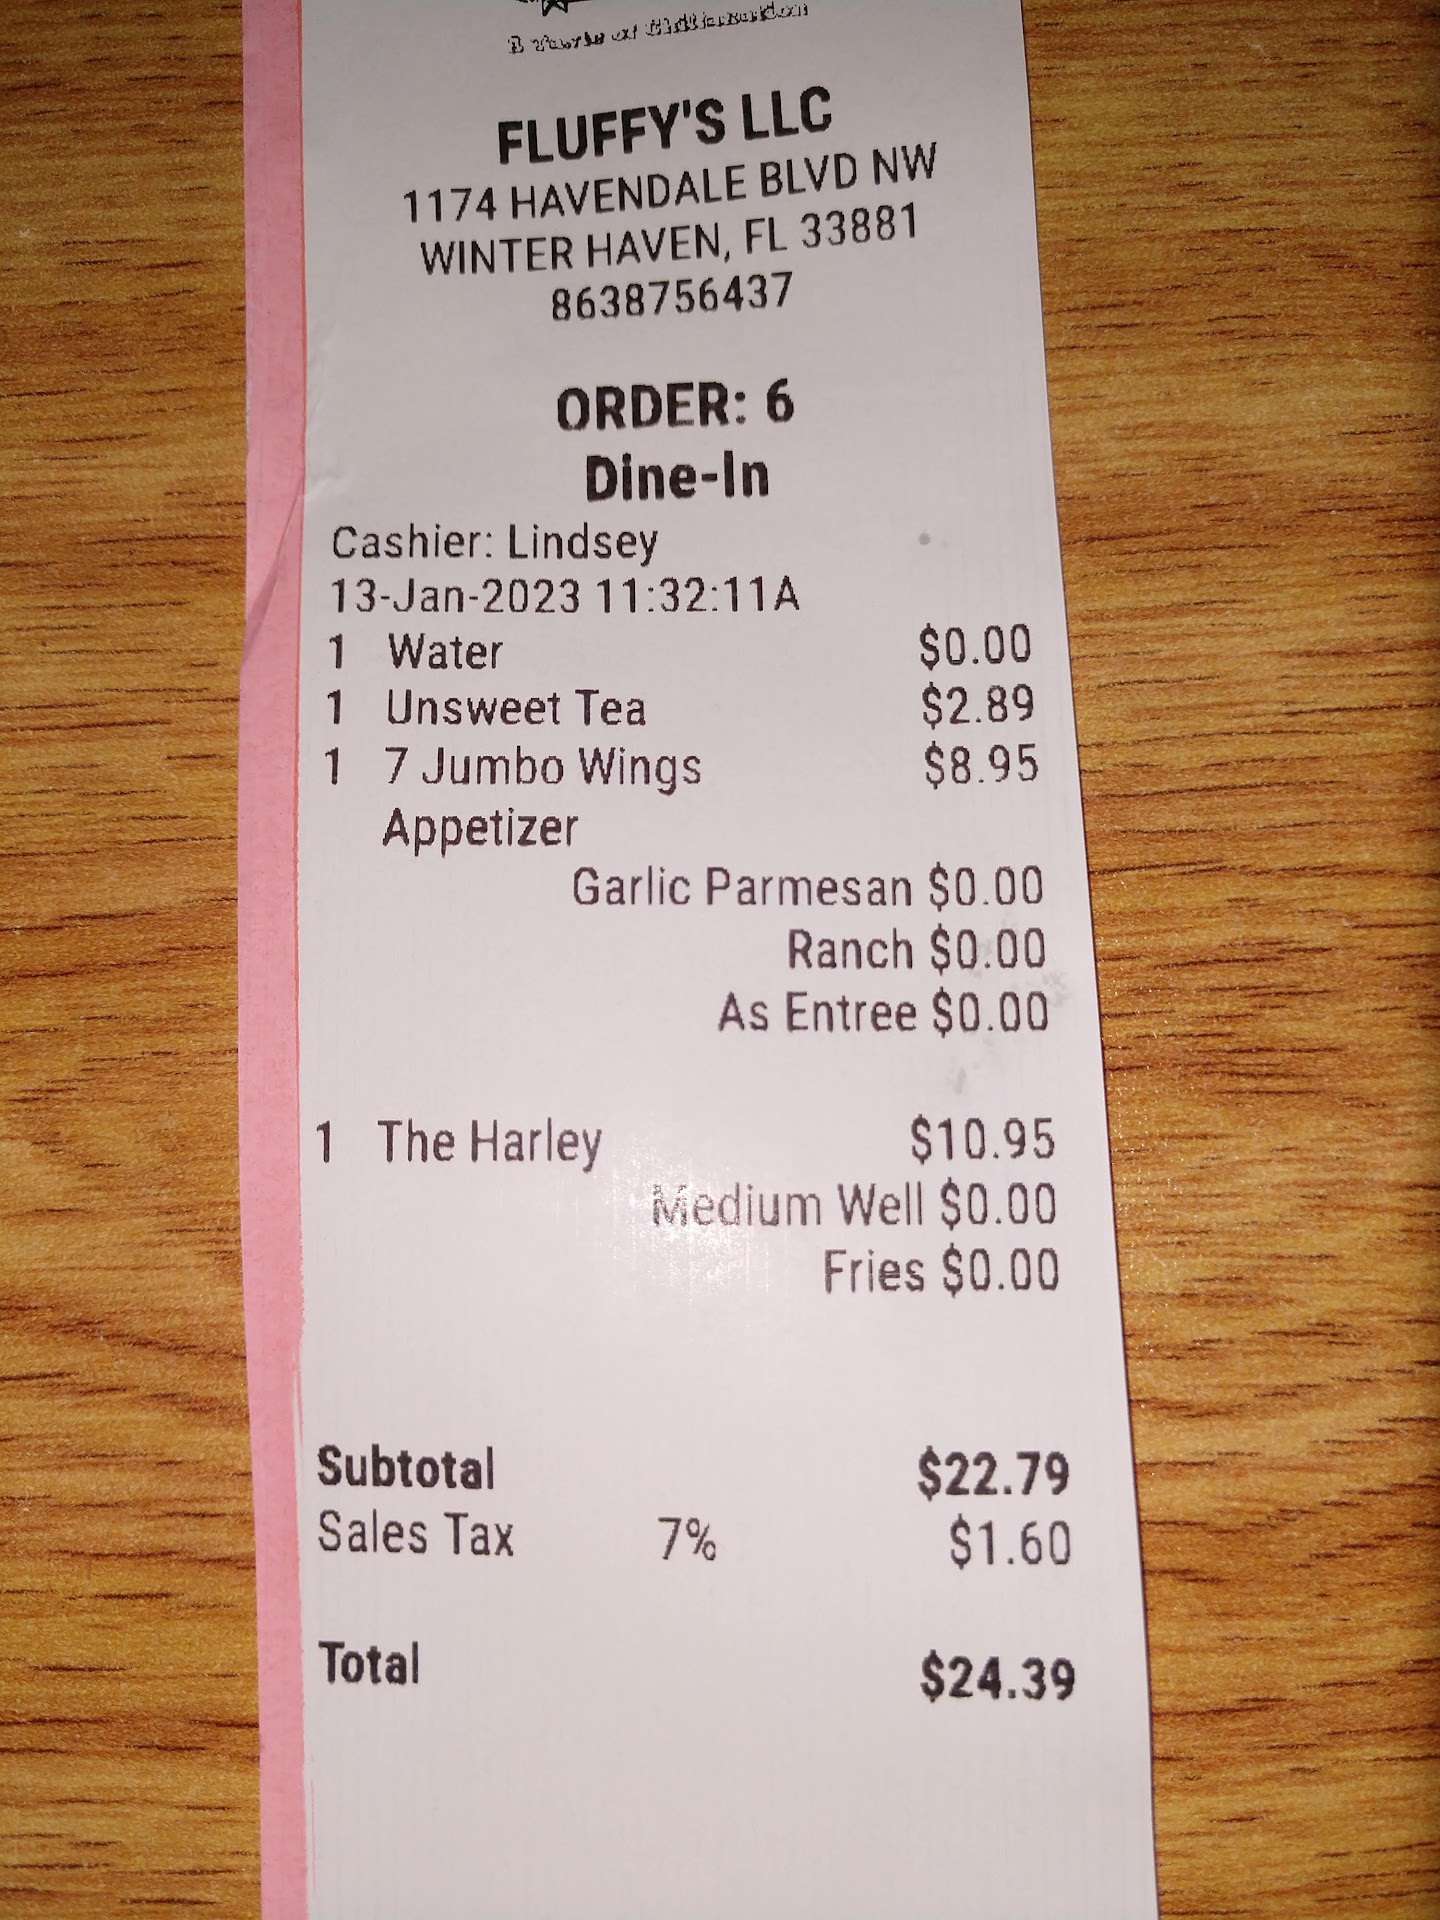 FLUFFY'S LLC
1174 HAVENDALE BLVD NW
WINTER HAVEN, FL 33881
8638756437
ORDER: 6
Dine-In
Cashier: Lindsey
13-Jan-2023 11:32:11A
1 Water $0.00
1 Unsweet Tea $2.89
1 7 Jumbo Wings $8.95
Appetizer
Garlic Parmesan $0.00
Ranch $0.00
As Entree $0.00
1 The Harley $10.95
Medium Well $0.00
Fries $0.00
Subtotal $22.79
Sales Tax 7% $1.60
Total $24.39